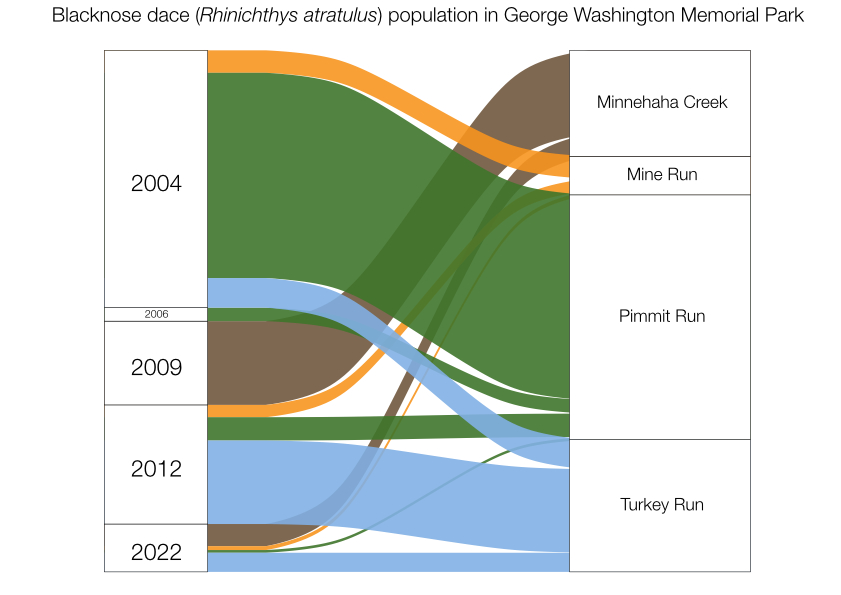 Blacknose dace (Rhinichthys atratulus) population in George Washington Memorial Park
2004
2006
2009
2012
2022
Minnehaha Creek
Mine Run
Pimmit Run
Turkey Run